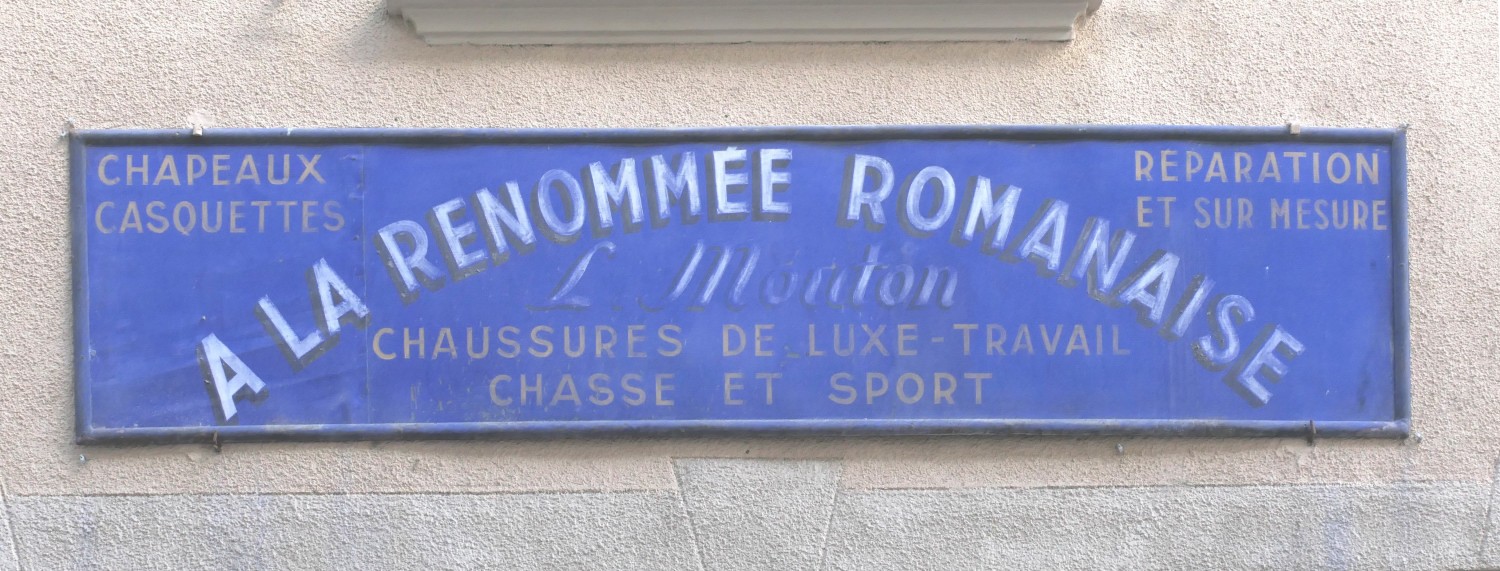 CHAPEAUX
CASQUETTES
A LA RENOMMÉE ROMANAISE
RÉPARATION
ET SUR MESURE
L. Mouton
CHAUSSURES DE LUXE-TRAVAIL
CHASSE ET SPORT